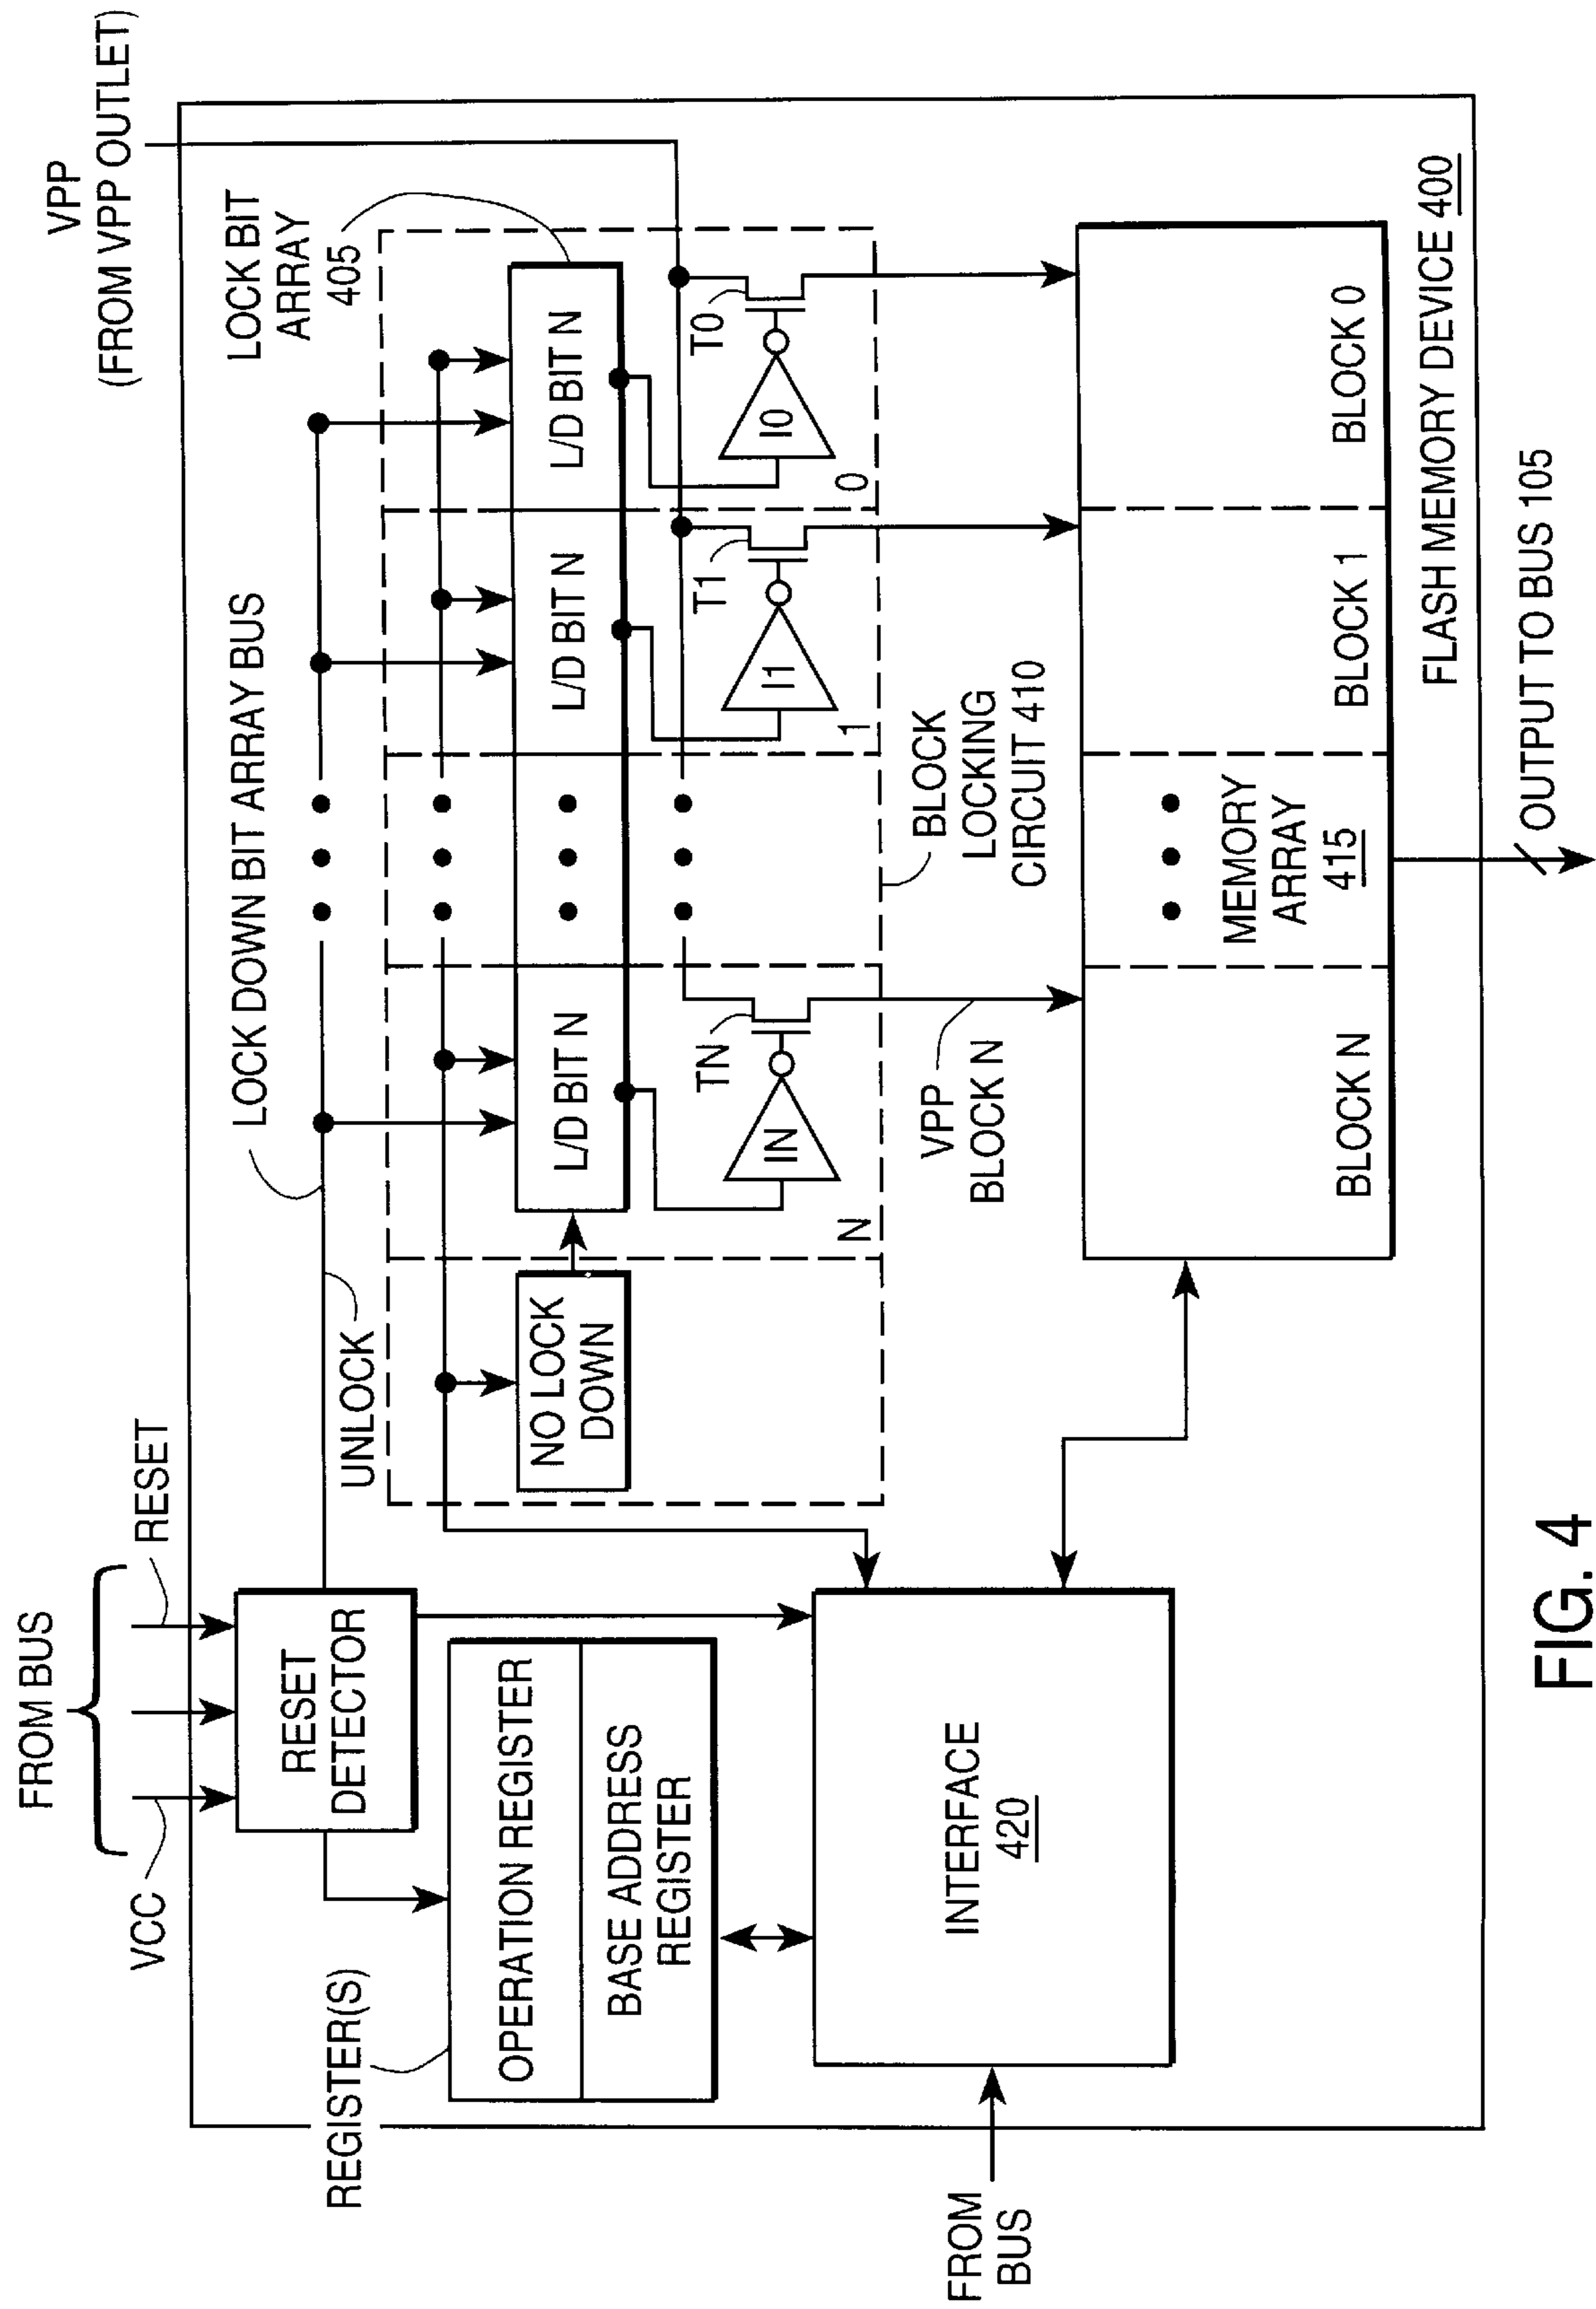 FROM BUS
VCC
RESET
VPP
(FROM VPP OUTLET)
RESET
DETECTOR
LOCK DOWN BIT ARRAY BUS
LOCK BIT
ARRAY
405
REGISTER(S)
UNLOCK
OPERATION REGISTER
BASE ADDRESS
REGISTER
NO LOCK
DOWN
L/D BIT N
L/D BIT N
L/D BIT N
TN
T1
T0
IN
I1
I0
N
1
0
FROM
BUS
INTERFACE
420
VPP
BLOCK N
BLOCK
LOCKING
CIRCUIT 410
MEMORY
ARRAY
415
BLOCK N
BLOCK 1
BLOCK 0
FLASH MEMORY DEVICE 400
OUTPUT TO BUS 105
FIG. 4